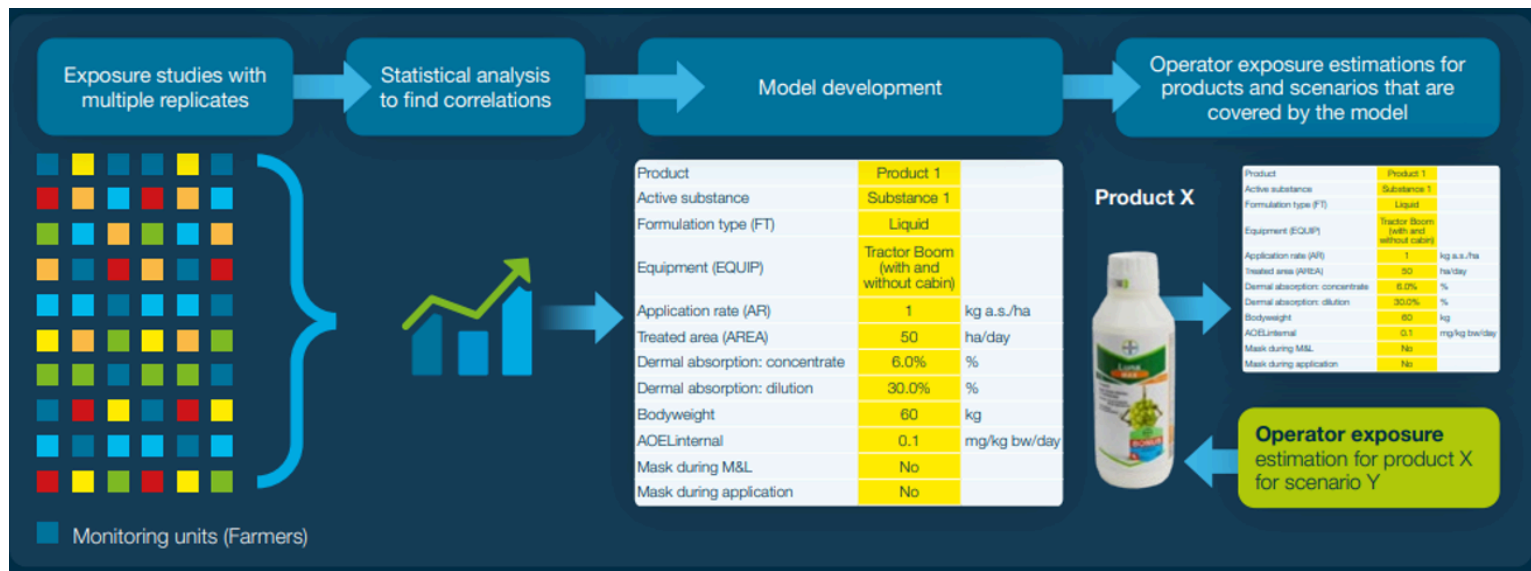 Exposure studies with
multiple replicates
Statistical analysis
to find correlations
Model development
Operator exposure estimations for
products and scenarios that are
covered by the model
Product Product 1
Active substance Substance 1
Formulation type (FT) Liquid
Equipment (EQUIP) Tractor Boom
(with and
without cabin)
Application rate (AR) 1 kg a.s./ha
Treated area (AREA) 50 ha/day
Dermal absorption: concentrate 6.0% %
Dermal absorption: dilution 30.0% %
Bodyweight 60 kg
AOELinternal 0.1 mg/kg bw/day
Mask during M&L No
Mask during application No
Product X
Luna
Product Product 1
Active substance Substance 1
Formulation type (FT) Liquid
Equipment (EQUIP) Tractor Boom
(with and
without cabin)
Application rate (AR) 1 kg a.s./ha
Treated area (AREA) 50 ha/day
Dermal absorption: concentrate 6.0% %
Dermal absorption: dilution 30.0% %
Bodyweight 60 kg
AOELinternal 0.1 mg/kg bw/day
Mask during M&L No
Mask during application No
Operator exposure
estimation for product X
for scenario Y
Monitoring units (Farmers)